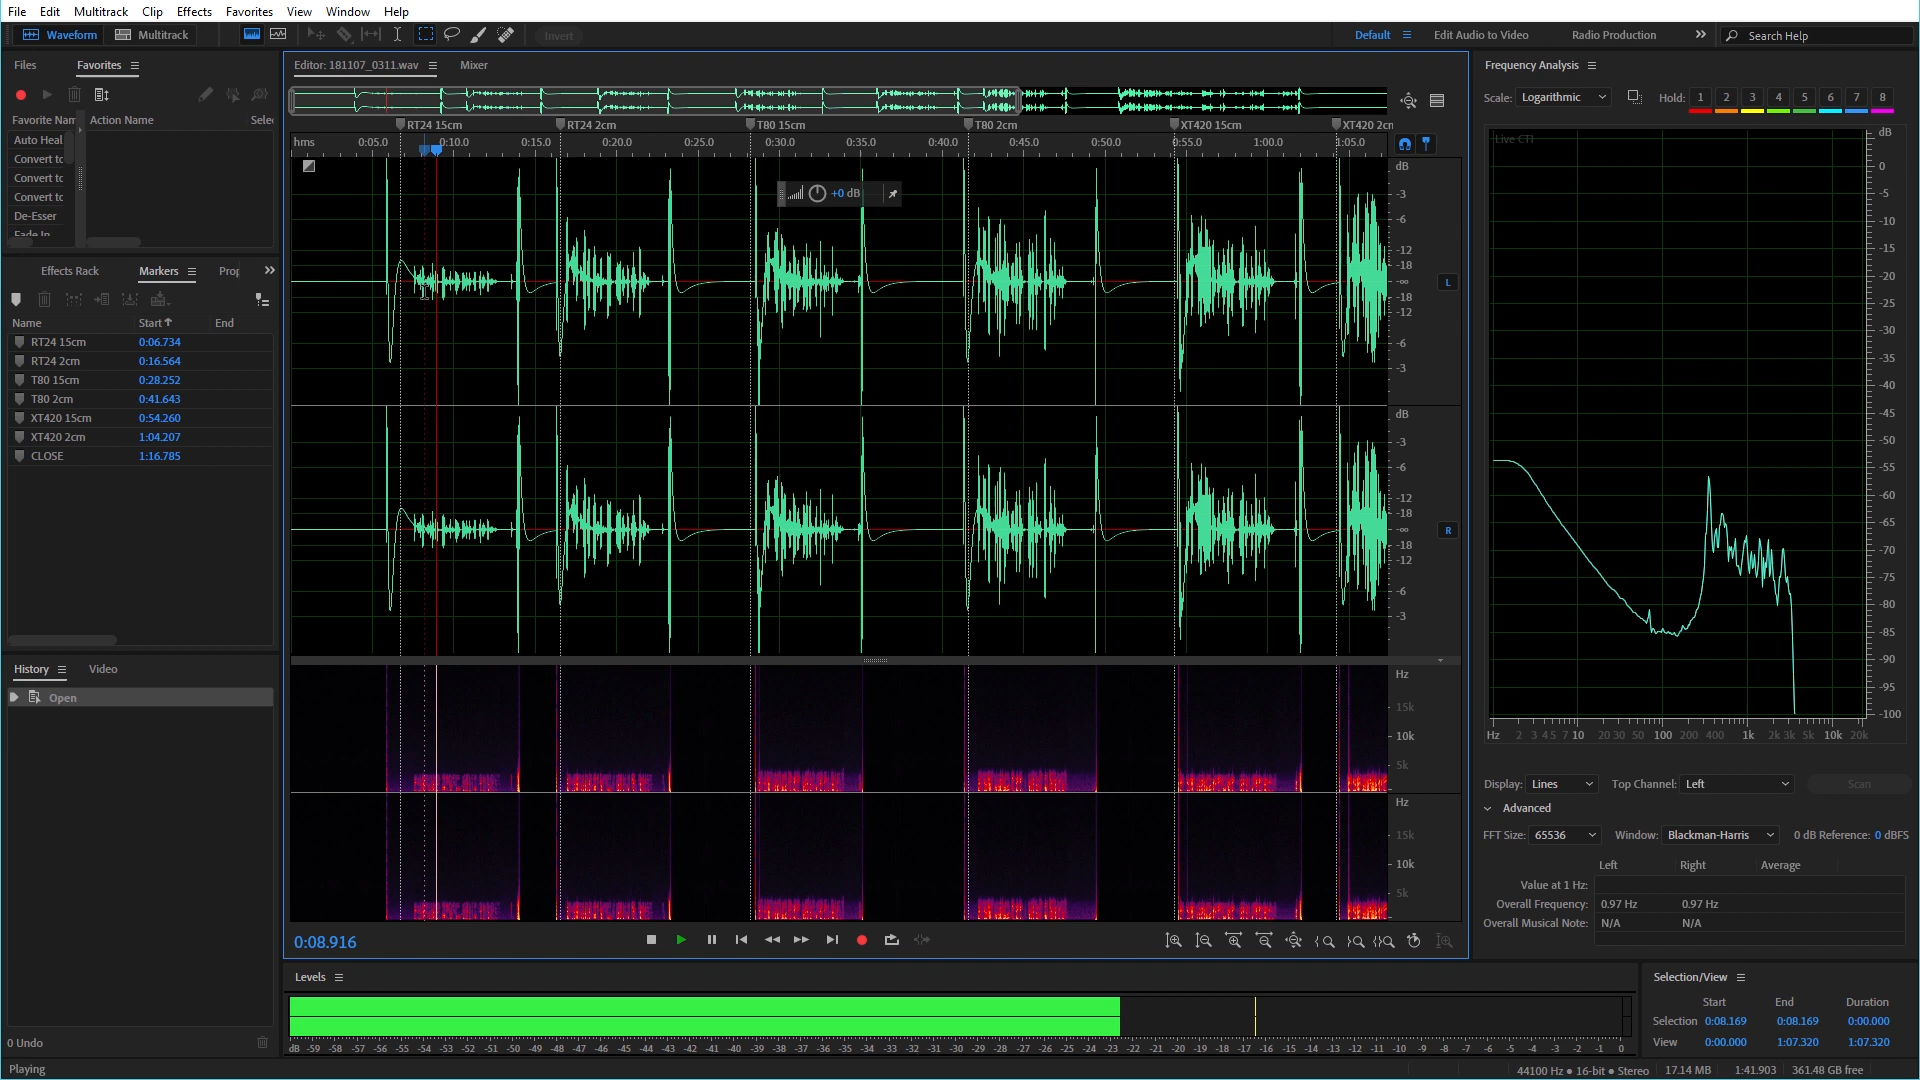 File Edit Multitrack Clip Effects Favorites View Window Help
Waveform Multitrack Invert Default Edit Audio to Video Radio Production Search Help
Files Favorites
Favorite Nam Action Name Selec
Auto Heal
Convert to
Convert to
Convert to
De-Esser
Fade In
Effects Rack Markers Prop
Name Start End
RT24 15cm 0:06.734
RT24 2cm 0:16.564
T80 15cm 0:28.252
T80 2cm 0:41.643
XT420 15cm 0:54.260
XT420 2cm 1:04.207
CLOSE 1:16.785
History Video
Open
0 Undo
Playing
Editor: 181107_0311.wav Mixer
RT24 15cm RT24 2cm T80 15cm T80 2cm XT420 15cm XT420 2cm
hms 0:05.0 0:10.0 0:15.0 0:20.0 0:25.0 0:30.0 0:35.0 0:40.0 0:45.0 0:50.0 0:55.0 1:00.0 1:05.0
+0 dB
dB
-3
-6
-12
-18
-∞
-18
-12
-6
-3
L
dB
-3
-6
-12
-18
-∞
-18
-12
-6
-3
R
Hz
15k
10k
5k
Hz
15k
10k
5k
0:08.916
Levels
dB -59 -58 -57 -56 -55 -54 -53 -52 -51 -50 -49 -48 -47 -46 -45 -44 -43 -42 -41 -40 -39 -38 -37 -36 -35 -34 -33 -32 -31 -30 -29 -28 -27 -26 -25 -24 -23 -22 -21 -20 -19 -18 -17 -16 -15 -14 -13 -12 -11 -10 -9 -8 -7 -6 -5 -4 -3 -2 -1 0
Frequency Analysis
Scale: Logarithmic Hold: 1 2 3 4 5 6 7 8
Live CTI
dB
0
-5
-10
-15
-20
-25
-30
-35
-40
-45
-50
-55
-60
-65
-70
-75
-80
-85
-90
-95
-100
Hz 2 3 4 5 7 10 20 30 50 100 200 400 1k 2k 3k 5k 10k 20k
Display: Lines Top Channel: Left Scan
Advanced
FFT Size: 65536 Window: Blackman-Harris 0 dB Reference: 0 dBFS
Left Right Average
Value at 1 Hz:
Overall Frequency: 0.97 Hz 0.97 Hz
Overall Musical Note: N/A N/A
Selection/View
Start End Duration
Selection 0:08.169 0:08.169 0:00.000
View 0:00.000 1:07.320 1:07.320
44100 Hz ● 16-bit ● Stereo 17.14 MB 1:41.903 361.48 GB free